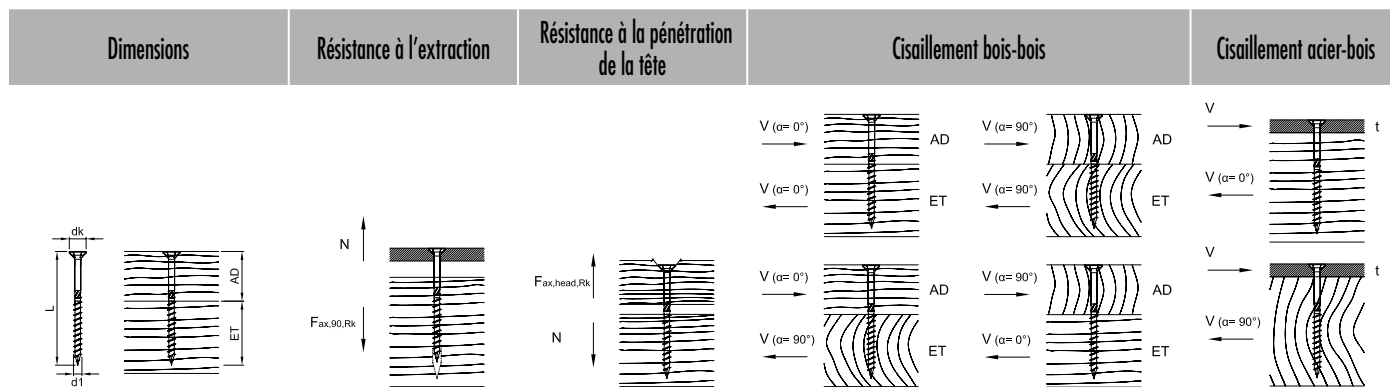 Dimensions
Résistance à l'extraction
Résistance à la pénétration
de la tête
Cisaillement bois-bois
Cisaillement acier-bois
dk
L
d1
AD
ET
N
Fax,90,Rk
Fax,head,Rk
N
V (α= 0°)
V (α= 0°)
AD
ET
V (α= 90°)
V (α= 90°)
AD
ET
V (α= 0°)
V (α= 90°)
AD
ET
V (α= 90°)
V (α= 0°)
AD
ET
V
t
V (α= 0°)
V
t
V (α= 90°)